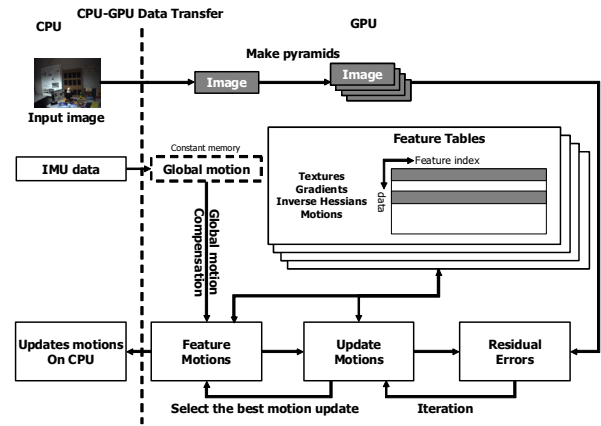 CPU-GPU Data Transfer
CPU
GPU
Make pyramids
Image
Image
Input image
Constant memory
IMU data
Global motion
Feature Tables
Feature index
Textures
Gradients
Inverse Hessians
Motions
data
Global motion
Compensation
Updates motions
On CPU
Feature
Motions
Update
Motions
Residual
Errors
Select the best motion update
Iteration